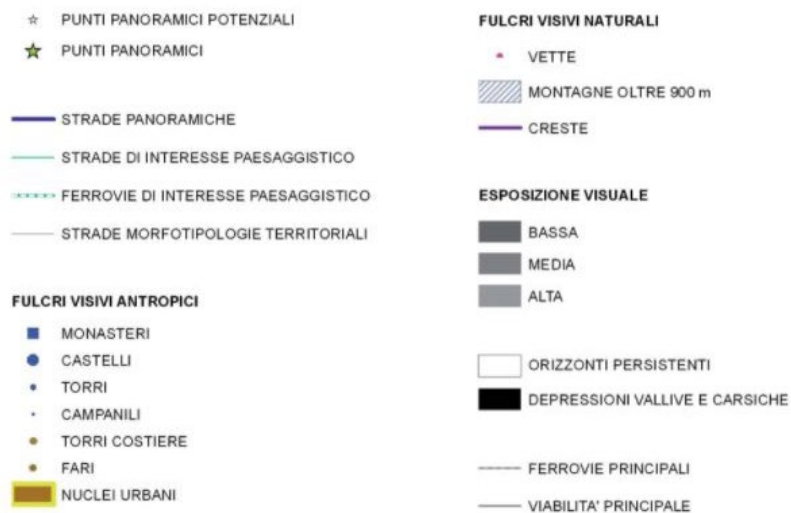 PUNTI PANORAMICI POTENZIALI
PUNTI PANORAMICI
STRADE PANORAMICHE
STRADE DI INTERESSE PAESAGGISTICO
FERROVIE DI INTERESSE PAESAGGISTICO
STRADE MORFOTIPOLOGIE TERRITORIALI
FULCRI VISIVI ANTROPICI
MONASTERI
CASTELLI
TORRI
CAMPANILI
TORRI COSTIERE
FARI
NUCLEI URBANI
FULCRI VISIVI NATURALI
VETTE
MONTAGNE OLTRE 900 m
CRESTE
ESPOSIZIONE VISUALE
BASSA
MEDIA
ALTA
ORIZZONTI PERSISTENTI
DEPRESSIONI VALLIVE E CARSICHE
FERROVIE PRINCIPALI
VIABILITA' PRINCIPALE